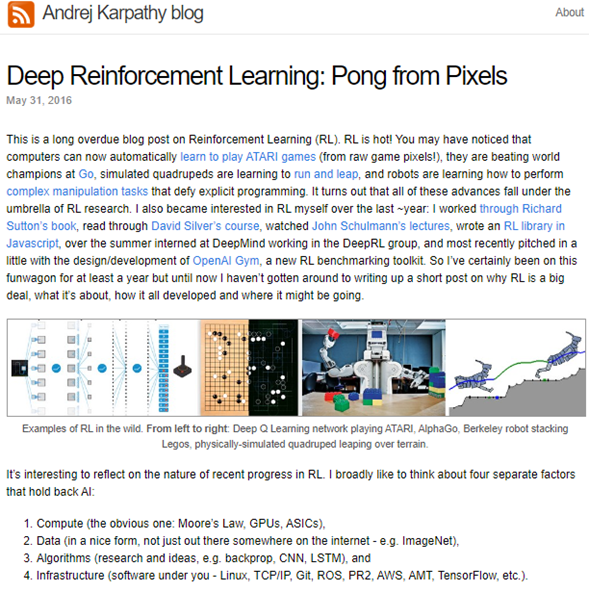 Andrej Karpathy blog
About
Deep Reinforcement Learning: Pong from Pixels
May 31, 2016
This is a long overdue blog post on Reinforcement Learning (RL). RL is hot! You may have noticed that
computers can now automatically learn to play ATARI games (from raw game pixels!), they are beating world
champions at Go, simulated quadrupeds are learning to run and leap, and robots are learning how to perform
complex manipulation tasks that defy explicit programming. It turns out that all of these advances fall under the
umbrella of RL research. I also became interested in RL myself over the last ~year: I worked through Richard
Sutton's book, read through David Silver's course, watched John Schulmann's lectures, wrote an RL library in
Javascript, over the summer interned at DeepMind working in the DeepRL group, and most recently pitched in a
little with the design/development of OpenAI Gym, a new RL benchmarking toolkit. So I've certainly been on this
funwagon for at least a year but until now I haven't gotten around to writing up a short post on why RL is a big
deal, what it's about, how it all developed and where it might be going.
Examples of RL in the wild. From left to right: Deep Q Learning network playing ATARI, AlphaGo, Berkeley robot stacking
Legos, physically-simulated quadruped leaping over terrain.
It's interesting to reflect on the nature of recent progress in RL. I broadly like to think about four separate factors
that hold back AI:
1. Compute (the obvious one: Moore's Law, GPUs, ASICs),
2. Data (in a nice form, not just out there somewhere on the internet - e.g. ImageNet),
3. Algorithms (research and ideas, e.g. backprop, CNN, LSTM), and
4. Infrastructure (software under you - Linux, TCP/IP, Git, ROS, PR2, AWS, AMT, TensorFlow, etc.).